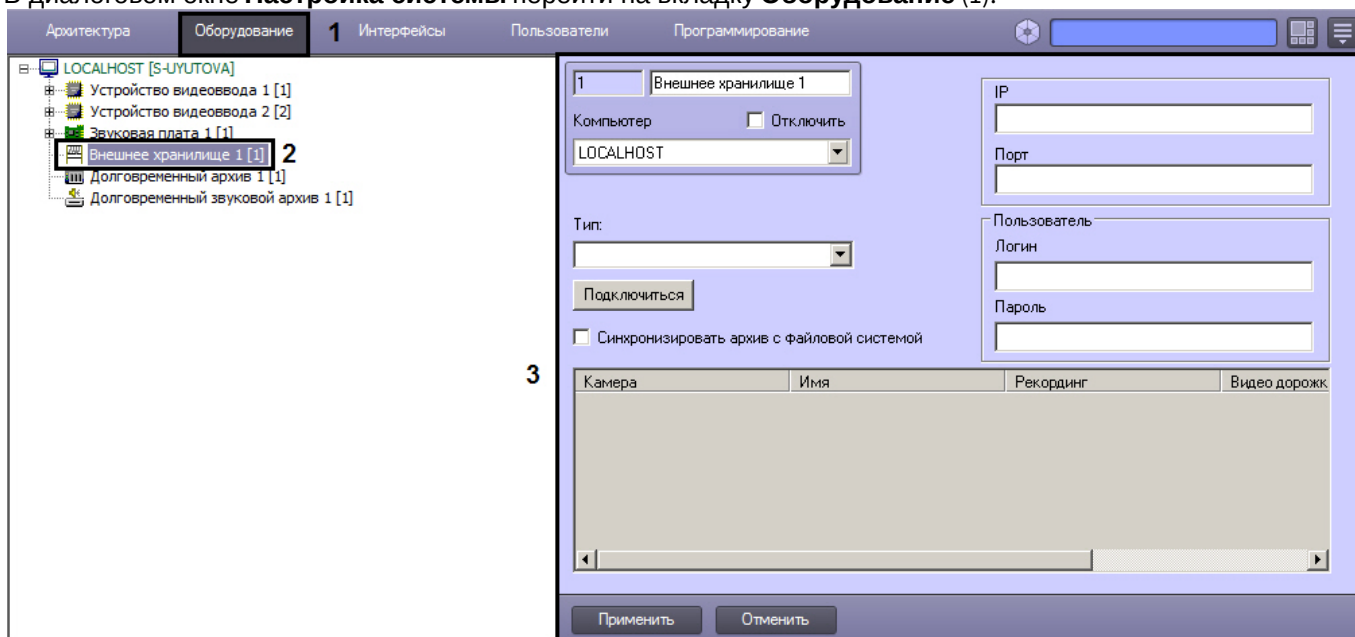 В диалоговом окне Настройка системы перейти на вкладку Оборудование (1).
Архитектура Оборудование 1 Интерфейсы Пользователи Программирование
LOCALHOST [S-UYUTOVA]
Устройство видеоввода 1 [1]
Устройство видеоввода 2 [2]
Звуковая плата 1 [1]
Внешнее хранилище 1 [1] 2
Долговременный архив 1 [1]
Долговременный звуковой архив 1 [1]
3
1 Внешнее хранилище 1
Компьютер Отключить
LOCALHOST
IP
Порт
Тип:
Подключиться
Синхронизировать архив с файловой системой
Пользователь
Логин
Пароль
Камера Имя Рекординг Видео дорожк
Применить Отменить